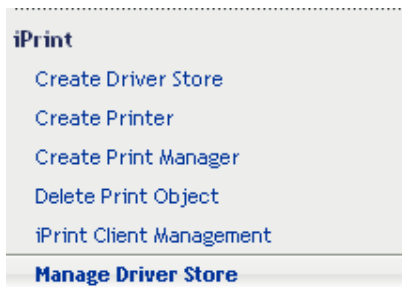 iPrint
Create Driver Store
Create Printer
Create Print Manager
Delete Print Object
iPrint Client Management
Manage Driver Store